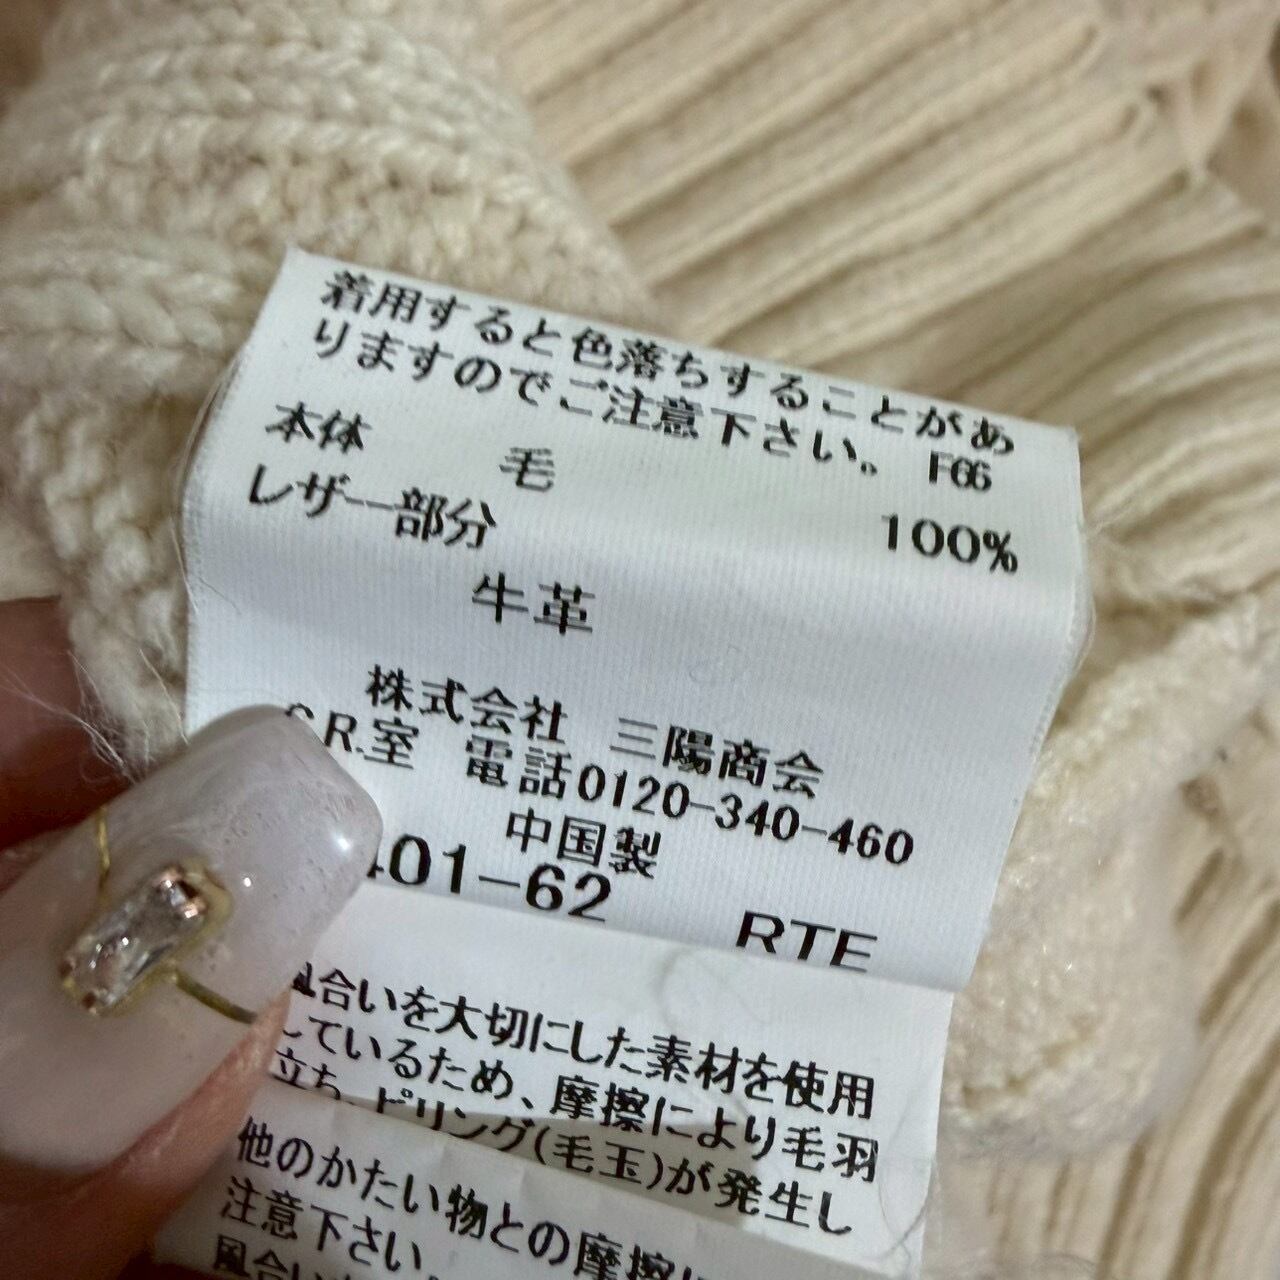 着用すると色落ちすることがあ
りますのでご注意下さい。 F66
本体 毛 100%
レザー部分
牛革
株式会社 三陽商会
R.室 電話0120-340-460
中国製
01-62 RTE
風合いを大切にした素材を使用
しているため、摩擦により毛羽
立ち、ピリング(毛玉)が発生し
他のかたい物との摩擦に
注意下さい。
風合い